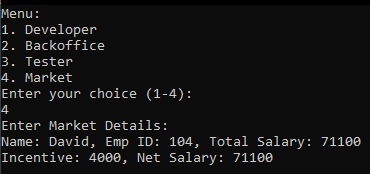 Menu:
1. Developer
2. Backoffice
3. Tester
4. Market
Enter your choice (1-4):
4
Enter Market Details:
Name: David, Emp ID: 104, Total Salary: 71100
Incentive: 4000, Net Salary: 71100